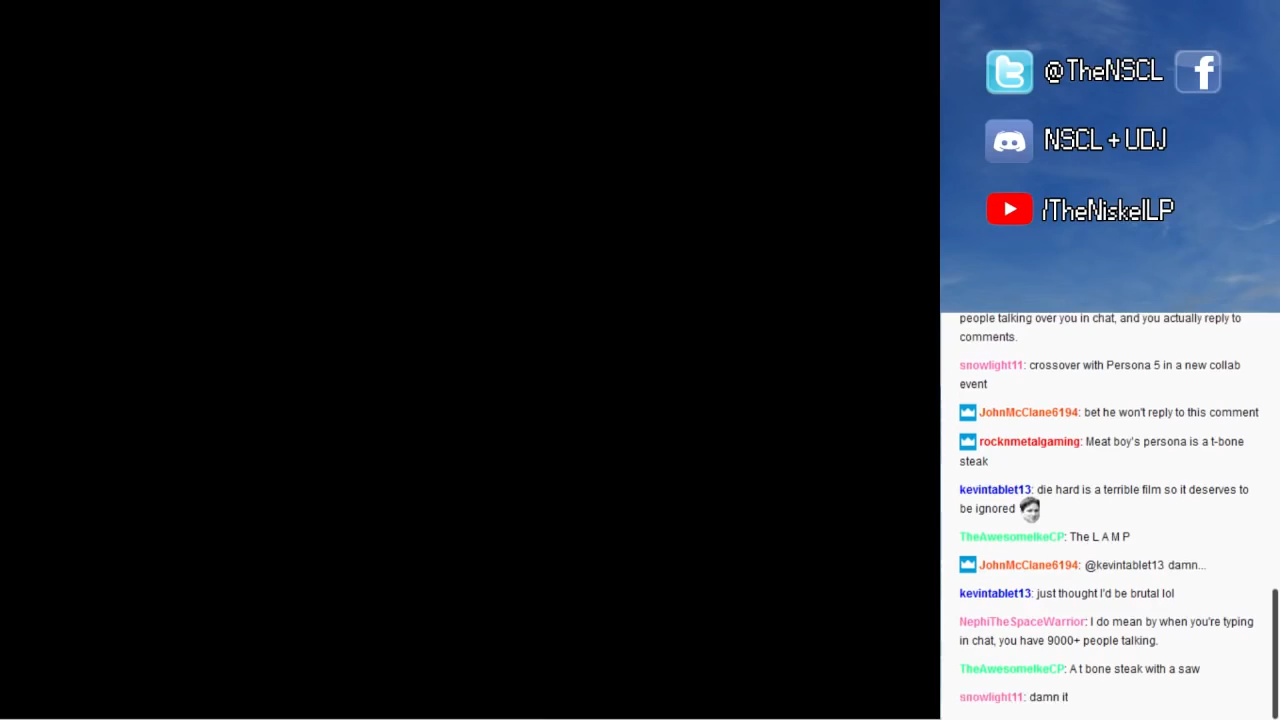 @TheNSCL
NSCL + UDJ
/TheNiskelLP
people talking over you in chat, and you actually reply to
comments.
snowlight11: crossover with Persona 5 in a new collab
event
JohnMcClane6194: bet he won't reply to this comment
rocknmetalgaming: Meat boy's persona is a t-bone
steak
kevintablet13: die hard is a terrible film so it deserves to
be ignored
TheAwesomeIkeCP: The L A M P
JohnMcClane6194: @kevintablet13 damn...
kevintablet13: just thought I'd be brutal lol
NephiTheSpaceWarrior: I do mean by when you're typing
in chat, you have 9000+ people talking.
TheAwesomeIkeCP: A t bone steak with a saw
snowlight11: damn it